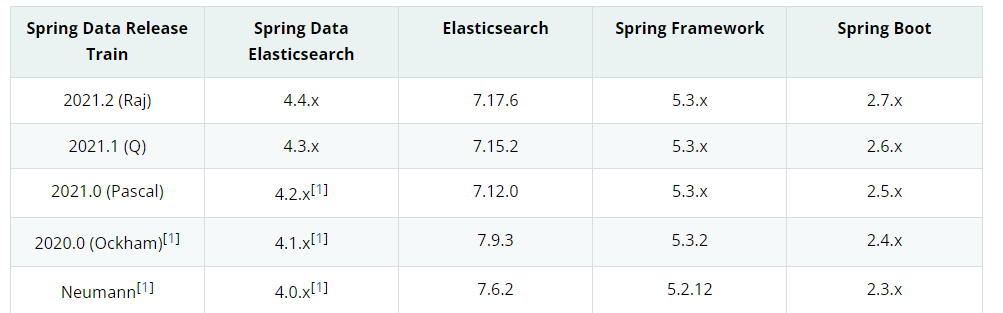 Spring Data Release Train	Spring Data Elasticsearch	Elasticsearch	Spring Framework	Spring Boot
2021.2 (Raj)	4.4.x	7.17.6	5.3.x	2.7.x
2021.1 (Q)	4.3.x	7.15.2	5.3.x	2.6.x
2021.0 (Pascal)	4.2.x[1]	7.12.0	5.3.x	2.5.x
2020.0 (Ockham)[1]	4.1.x[1]	7.9.3	5.3.2	2.4.x
Neumann[1]	4.0.x[1]	7.6.2	5.2.12	2.3.x